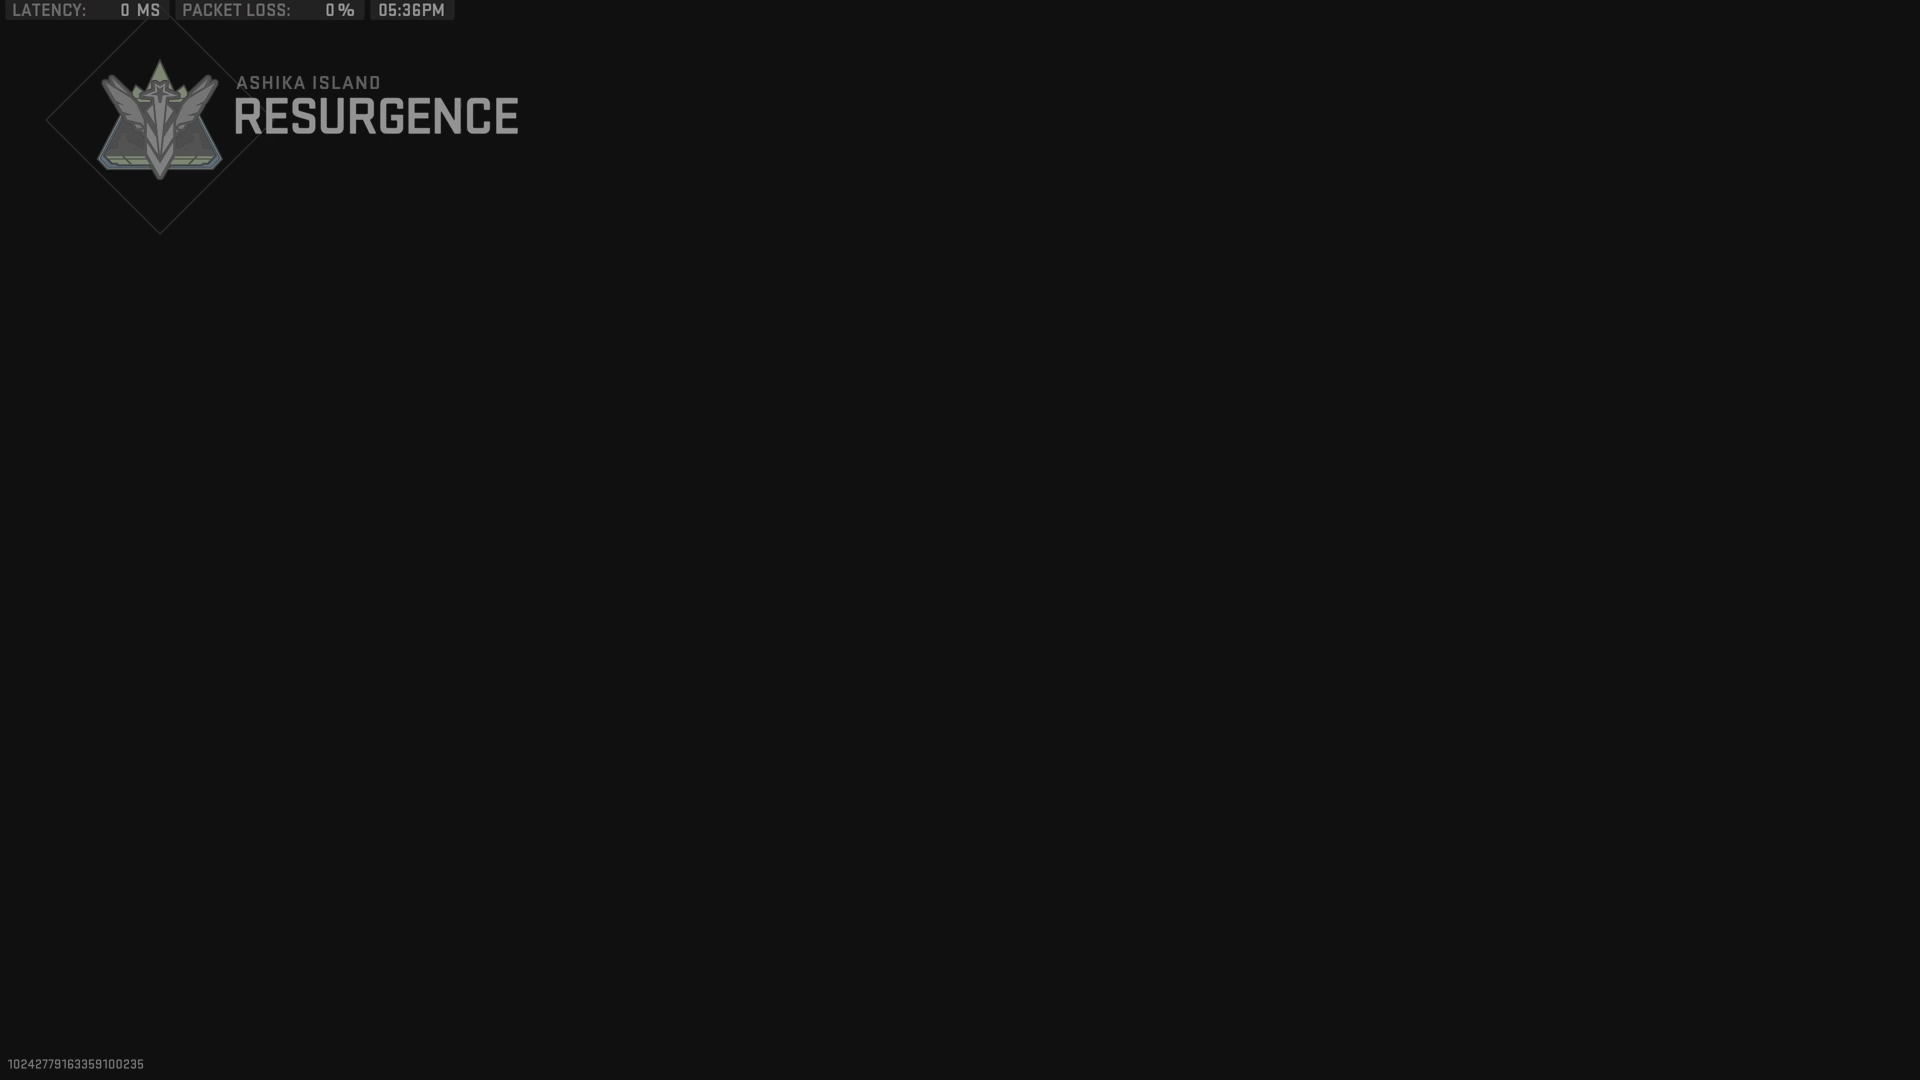 LATENCY: 0 MS PACKET LOSS: 0 % 05:36PM
ASHIKA ISLAND
RESURGENCE
10242779163359100235